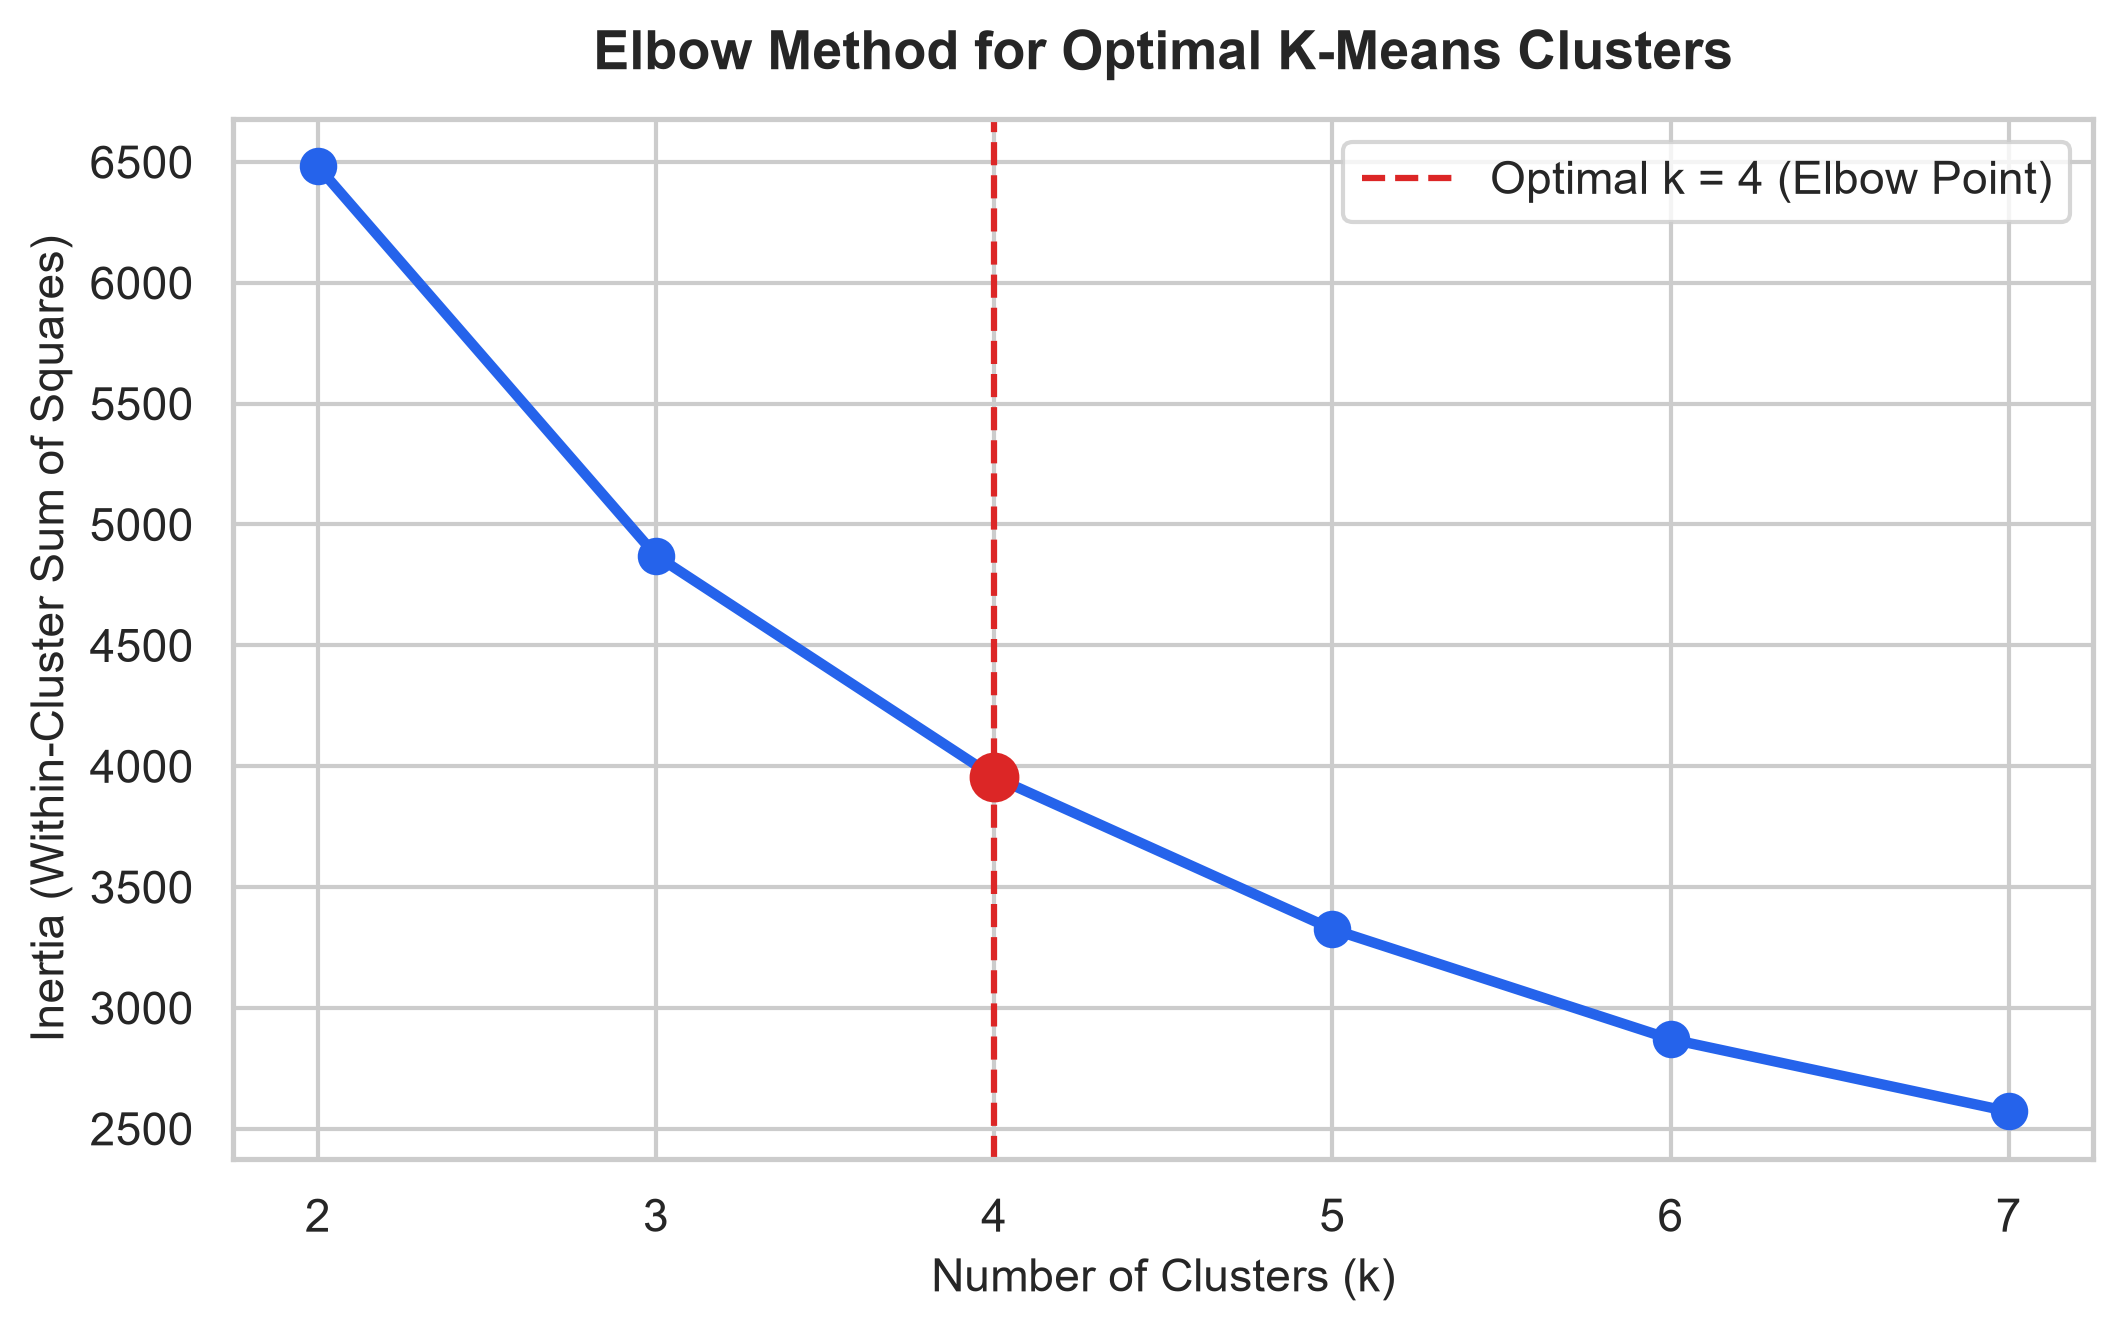 Elbow Method for Optimal K-Means Clusters
Optimal k = 4 (Elbow Point)
Inertia (Within-Cluster Sum of Squares)
6500
6000
5500
5000
4500
4000
3500
3000
2500
2 3 4 5 6 7
Number of Clusters (k)